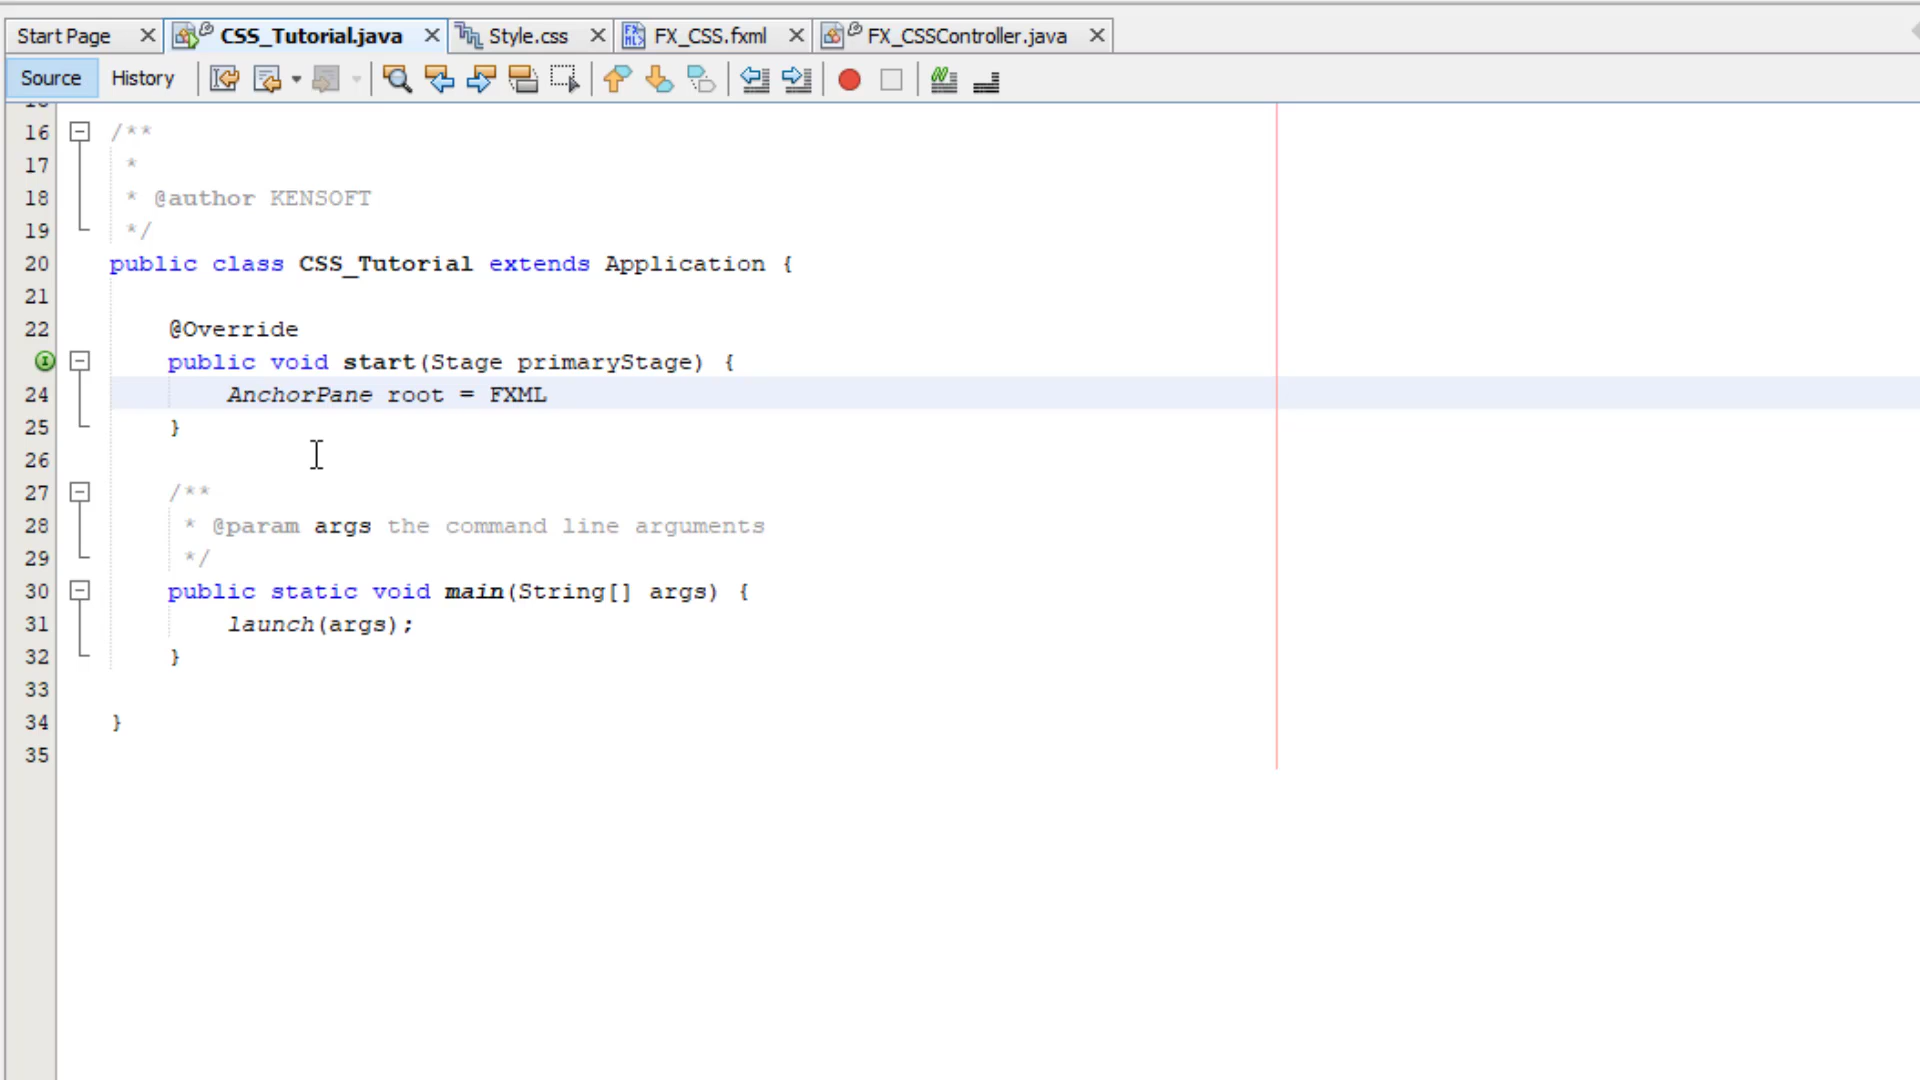 Start Page CSS_Tutorial.java Style.css FX_CSS.fxml FX_CSSController.java
Source History
16 /**
17 *
18 * @author KENSOFT
19 */
20 public class CSS_Tutorial extends Application {
21
22 @Override
public void start(Stage primaryStage) {
24 AnchorPane root = FXML
25 }
26
27 /**
28 * @param args the command line arguments
29 */
30 public static void main(String[] args) {
31 launch(args);
32 }
33
34 }
35